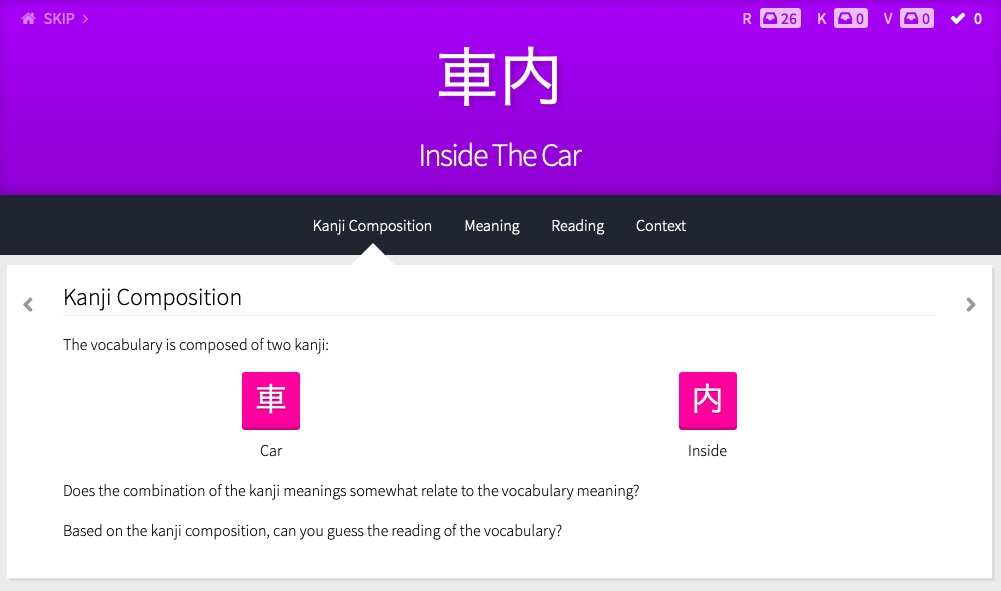 SKIP
R 26 K 0 V 0 0
車内
Inside The Car
Kanji Composition Meaning Reading Context
Kanji Composition
The vocabulary is composed of two kanji:
車 内
Car Inside
Does the combination of the kanji meanings somewhat relate to the vocabulary meaning?
Based on the kanji composition, can you guess the reading of the vocabulary?